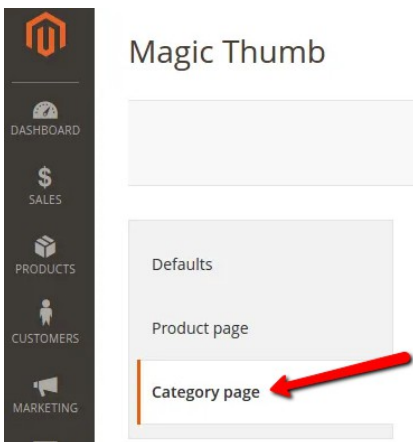 Magic Thumb
DASHBOARD
$
SALES
PRODUCTS
CUSTOMERS
MARKETING
Defaults
Product page
Category page